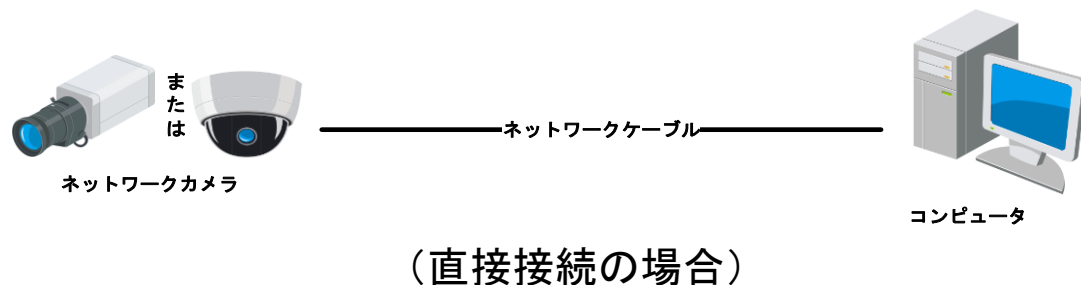 または
ネットワークケーブル
ネットワークカメラ
コンピュータ
（直接接続の場合）